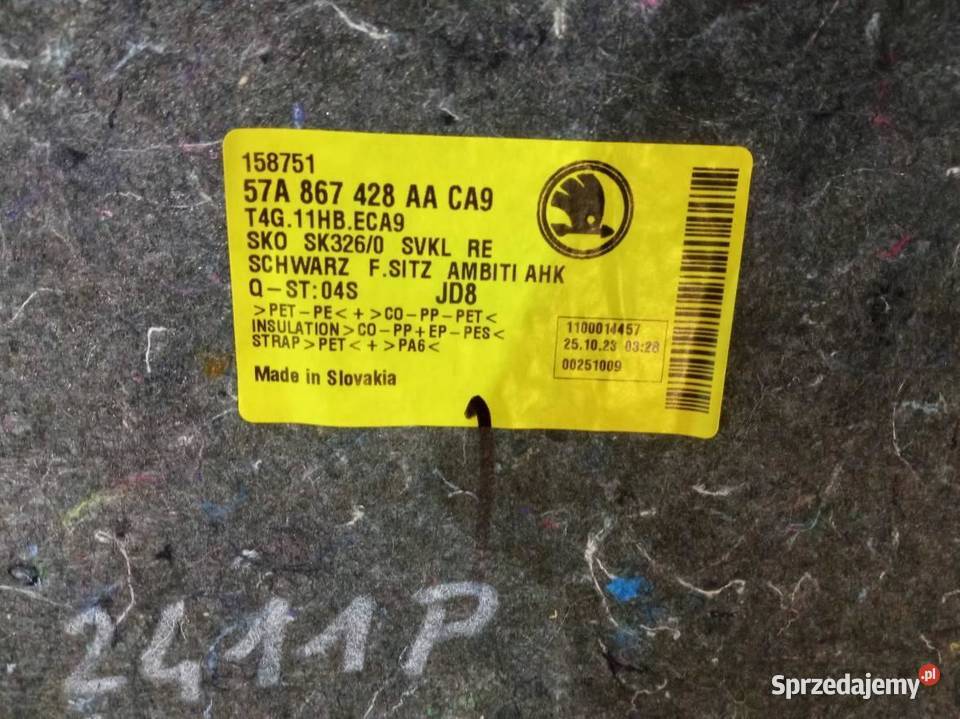 158751
57A 867 428 AA CA9
T4G.11HB.ECA9
SKO SK326/0 SVKL RE
SCHWARZ F.SITZ AMBITI AHK
Q-ST:04S JD8
>PET-PE<+>CO-PP-PET<
INSULATION>CO-PP+EP-PES<
STRAP>PET<+>PA6<
1100014457
25.10.23 03:28
00251009
Made in Slovakia
2411P
Sprzedajemy.pl